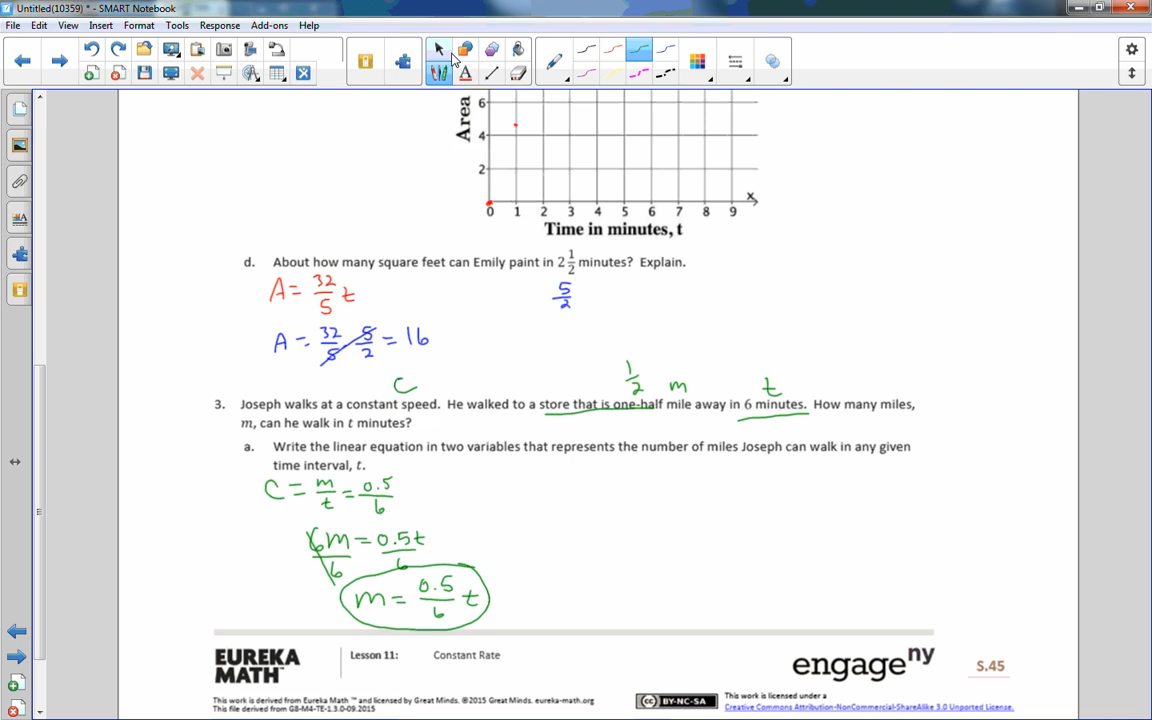 Untitled(10359) * - SMART Notebook
File Edit View Insert Format Tools Response Add-ons Help
Area
6
4
2
x
0 1 2 3 4 5 6 7 8 9
Time in minutes, t
d. About how many square feet can Emily paint in 2 1/2 minutes? Explain.
A = 32/5 t
5/2
A = 32/5 · 5/2 = 16
C
1/2 m
t
3. Joseph walks at a constant speed. He walked to a store that is one-half mile away in 6 minutes. How many miles,
m, can he walk in t minutes?
a. Write the linear equation in two variables that represents the number of miles Joseph can walk in any given
time interval, t.
C = m/t = 0.5/6
6m = 0.5t
6 6
m = 0.5/6 t
EUREKA MATH™
Lesson 11: Constant Rate
engage ny
S.45
This work is derived from Eureka Math ™ and licensed by Great Minds. ©2015 Great Minds. eureka-math.org
This file derived from G8-M4-TE-1.3.0-09.2015
(cc) BY-NC-SA
This work is licensed under a
Creative Commons Attribution-NonCommercial-ShareAlike 3.0 Unported License.